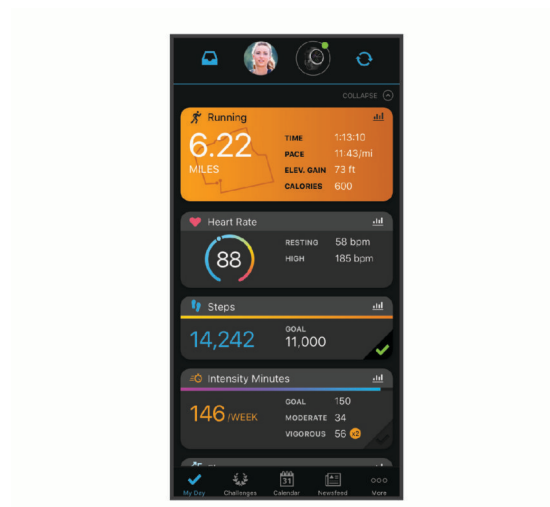 COLLAPSE
Running
6.22
MILES
TIME 1:13:10
PACE 11:43/mi
ELEV. GAIN 73 ft
CALORIES 600
Heart Rate
88
RESTING 58 bpm
HIGH 185 bpm
Steps
14,242
GOAL
11,000
Intensity Minutes
146 /WEEK
GOAL 150
MODERATE 34
VIGOROUS 56 x2
31
My Day Challenges Calendar Newsfeed More